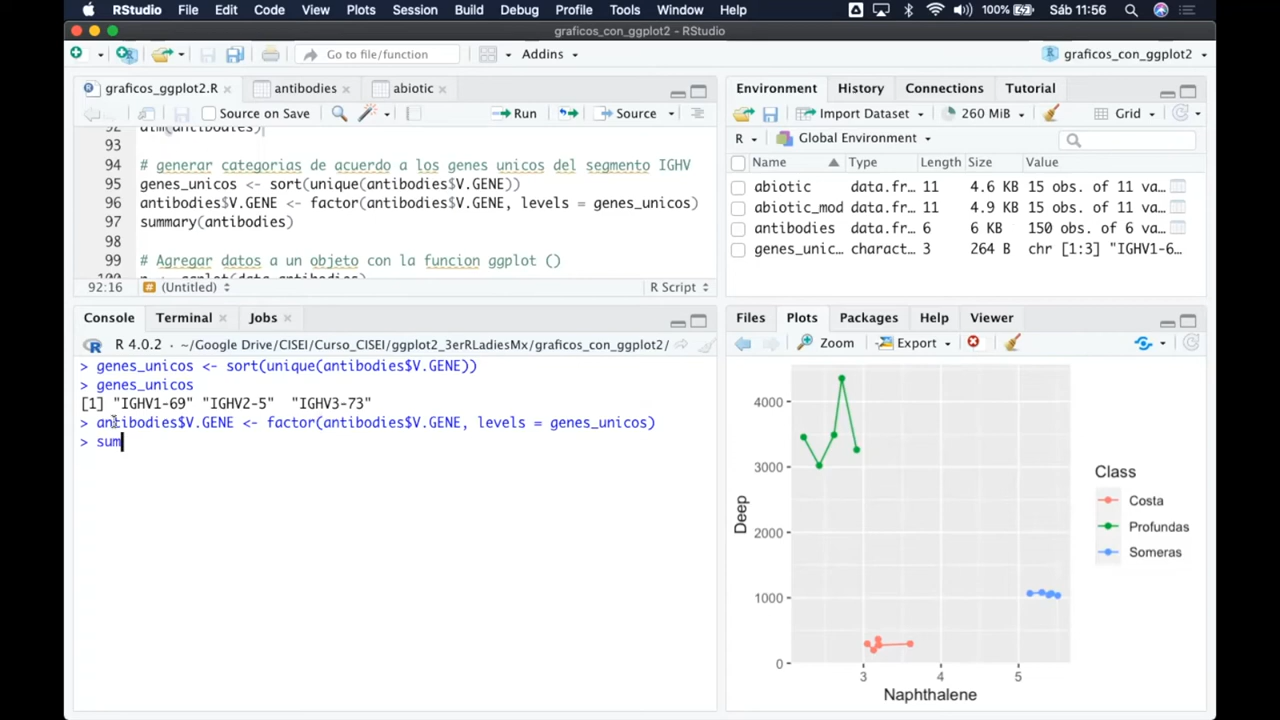 RStudio File Edit Code View Plots Session Build Debug Profile Tools Window Help 100% Sáb 11:56
graficos_con_ggplot2 - RStudio
Go to file/function Addins graficos_con_ggplot2
graficos_ggplot2.R antibodies abiotic
Source on Save Run Source
93
94 # generar categorias de acuerdo a los genes unicos del segmento IGHV
95 genes_unicos <- sort(unique(antibodies$V.GENE))
96 antibodies$V.GENE <- factor(antibodies$V.GENE, levels = genes_unicos)
97 summary(antibodies)
98
99 # Agregar datos a un objeto con la funcion ggplot ()
92:16 (Untitled) R Script
Environment History Connections Tutorial
Import Dataset 260 MiB Grid
R Global Environment
Name Type Length Size Value
abiotic data.fr… 11 4.6 KB 15 obs. of 11 va…
abiotic_mod data.fr… 11 4.9 KB 15 obs. of 11 va…
antibodies data.fr… 6 6 KB 150 obs. of 6 va…
genes_unic… charact… 3 264 B chr [1:3] "IGHV1-6…
Console Terminal Jobs
R 4.0.2 · ~/Google Drive/CISEI/Curso_CISEI/ggplot2_3erRLadiesMx/graficos_con_ggplot2/
> genes_unicos <- sort(unique(antibodies$V.GENE))
> genes_unicos
[1] "IGHV1-69" "IGHV2-5" "IGHV3-73"
> antibodies$V.GENE <- factor(antibodies$V.GENE, levels = genes_unicos)
> sum
Files Plots Packages Help Viewer
Zoom Export
4000
3000
2000
1000
0
Deep
3 4 5
Naphthalene
Class
Costa
Profundas
Someras